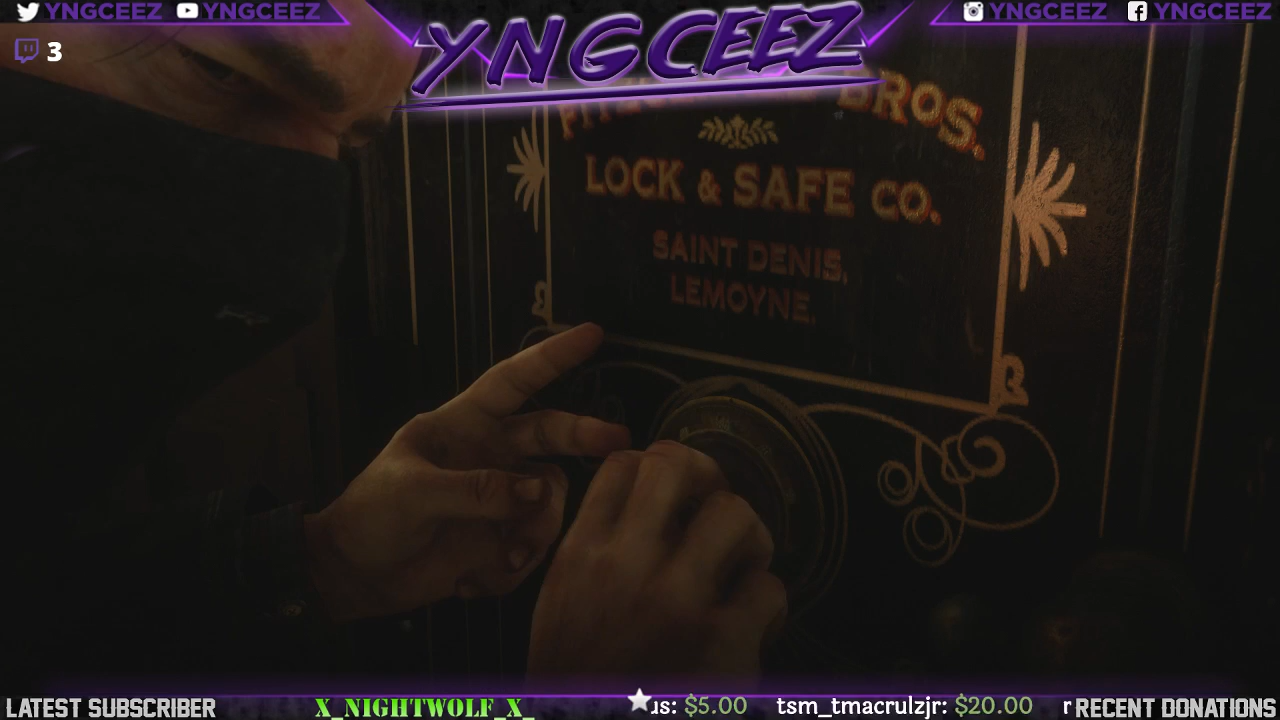 YNGCEEZ YNGCEEZ
YNGCEEZ
YNGCEEZ YNGCEEZ
3
BROS.
LOCK & SAFE CO.
SAINT DENIS,
LEMOYNE.
LATEST SUBSCRIBER X_NIGHTWOLF_X_ us: $5.00 tsm_tmacrulzjr: $20.00 r RECENT DONATIONS